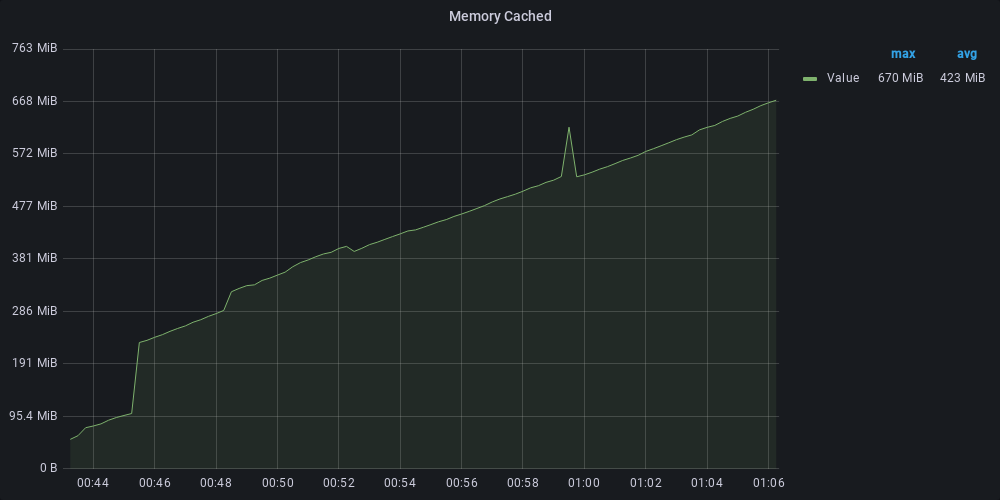 Memory Cached
763 MiB
668 MiB
572 MiB
477 MiB
381 MiB
286 MiB
191 MiB
95.4 MiB
0 B
00:44 00:46 00:48 00:50 00:52 00:54 00:56 00:58 01:00 01:02 01:04 01:06
max avg
Value 670 MiB 423 MiB